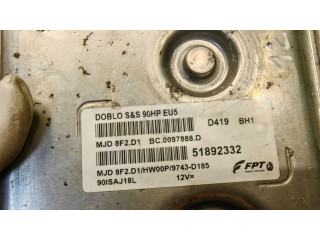 DOBLO S&S 90HP EU5
D419 BH1
MJD 8F2.D1 BC.0097888.D
51892332
MJD 8F2.D1/HW00P/9743-D185
90ISAJ18L 12V=
FPT